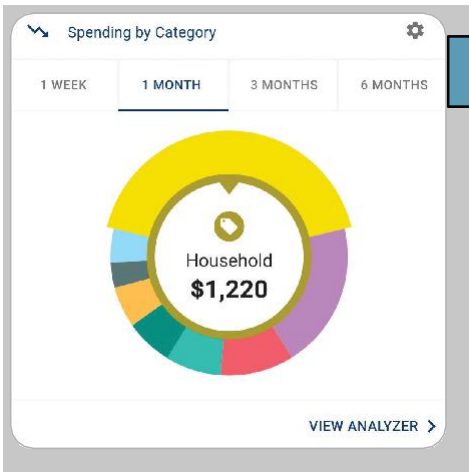 Spending by Category
1 WEEK
1 MONTH
3 MONTHS
6 MONTHS
Household
$1,220
VIEW ANALYZER